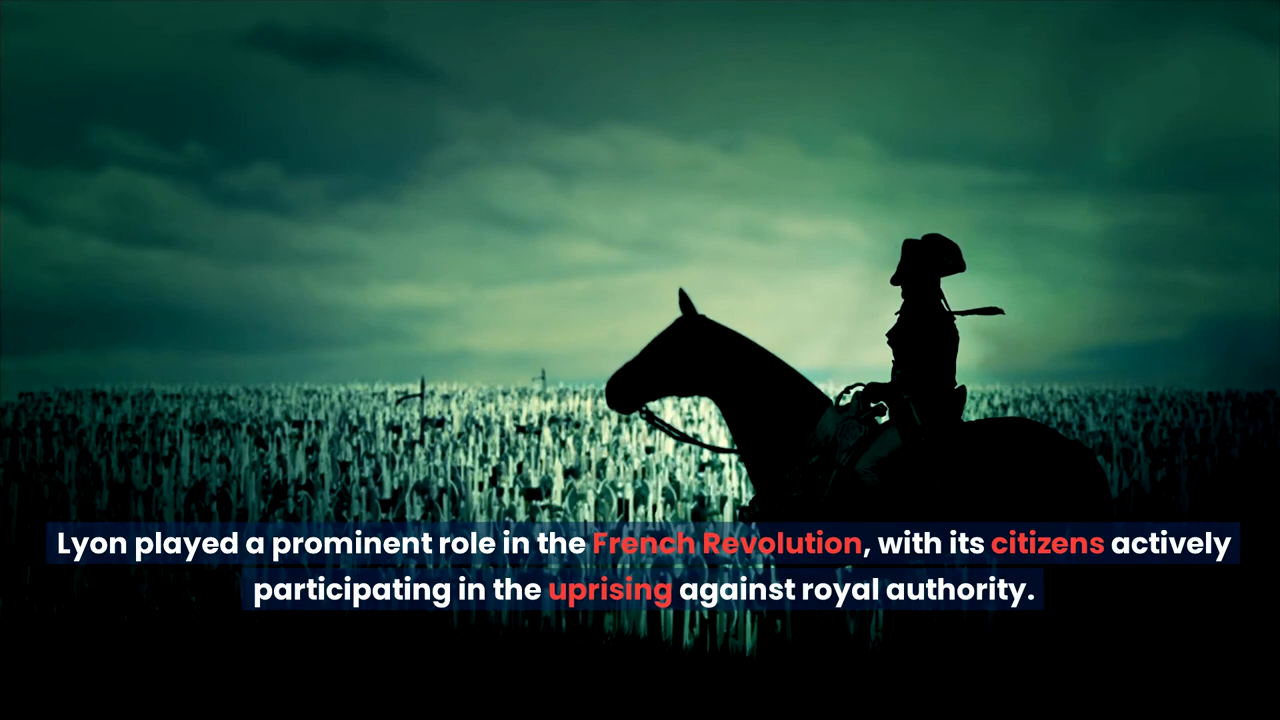 Lyon played a prominent role in the French Revolution, with its citizens actively
participating in the uprising against royal authority.